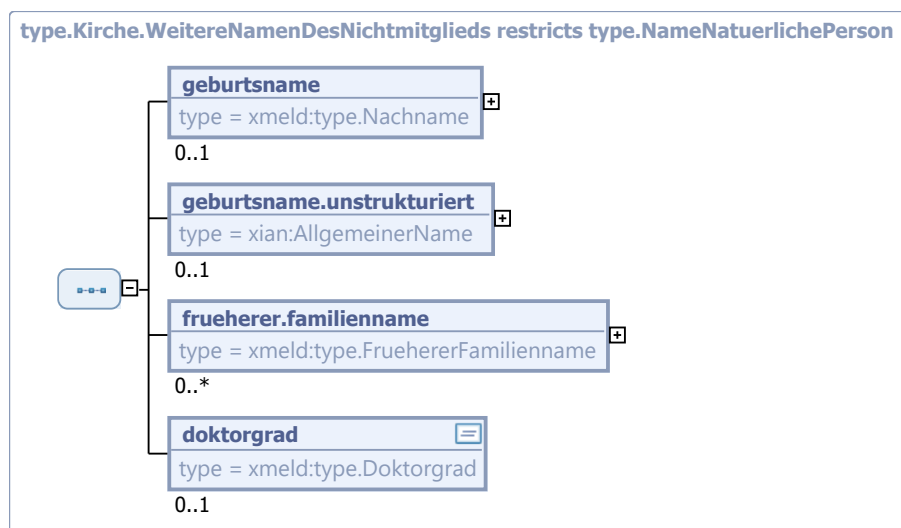 type.Kirche.WeitereNamenDesNichtmitglieds restricts type.NameNatuerlichePerson
geburtsname
type = xmeld:type.Nachname
0..1
geburtsname.unstrukturiert
type = xian:AllgemeinerName
0..1
frueherer.familienname
type = xmeld:type.FruehererFamilienname
0..*
doktorgrad
type = xmeld:type.Doktorgrad
0..1